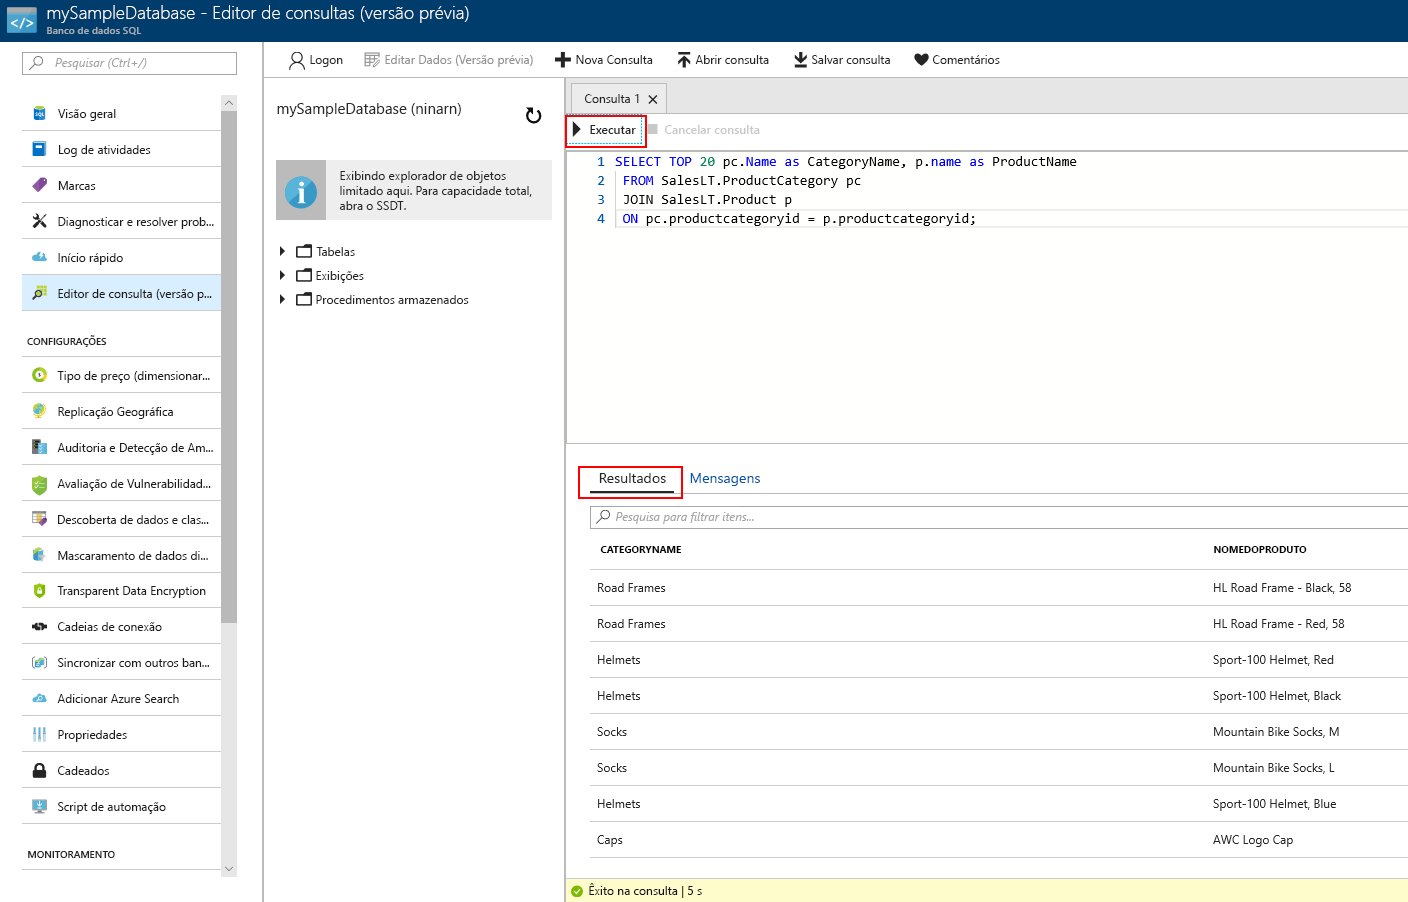 mySampleDatabase - Editor de consultas (versão prévia)
Banco de dados SQL
Pesquisar (Ctrl+/)
Visão geral
Log de atividades
Marcas
Diagnosticar e resolver prob...
Início rápido
Editor de consulta (versão p...
CONFIGURAÇÕES
Tipo de preço (dimensionar...
Replicação Geográfica
Auditoria e Detecção de Am...
Avaliação de Vulnerabilidad...
Descoberta de dados e clas...
Mascaramento de dados di...
Transparent Data Encryption
Cadeias de conexão
Sincronizar com outros ban...
Adicionar Azure Search
Propriedades
Cadeados
Script de automação
MONITORAMENTO
Logon
Editar Dados (Versão prévia)
Nova Consulta
Abrir consulta
Salvar consulta
Comentários
mySampleDatabase (ninarn)
Exibindo explorador de objetos
limitado aqui. Para capacidade total,
abra o SSDT.
Tabelas
Exibições
Procedimentos armazenados
Consulta 1
Executar
Cancelar consulta
1 SELECT TOP 20 pc.Name as CategoryName, p.name as ProductName
2 FROM SalesLT.ProductCategory pc
3 JOIN SalesLT.Product p
4 ON pc.productcategoryid = p.productcategoryid;
Resultados
Mensagens
Pesquisa para filtrar itens...
CATEGORYNAME NOMEDOPRODUTO
Road Frames HL Road Frame - Black, 58
Road Frames HL Road Frame - Red, 58
Helmets Sport-100 Helmet, Red
Helmets Sport-100 Helmet, Black
Socks Mountain Bike Socks, M
Socks Mountain Bike Socks, L
Helmets Sport-100 Helmet, Blue
Caps AWC Logo Cap
Êxito na consulta | 5 s